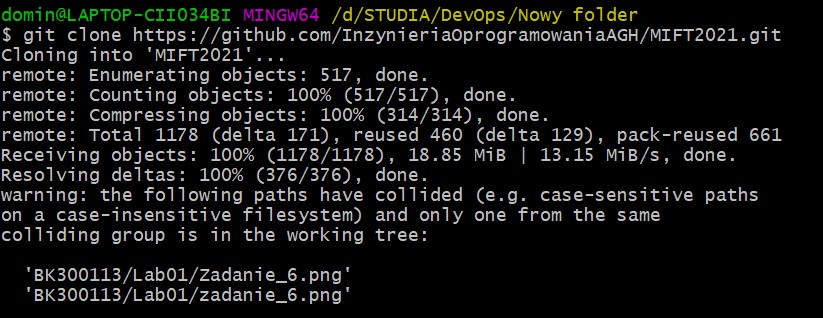 domin@LAPTOP-CII034BI MINGW64 /d/STUDIA/DevOps/Nowy folder
$ git clone https://github.com/InzynieriaOprogramowaniaAGH/MIFT2021.git
Cloning into 'MIFT2021'...
remote: Enumerating objects: 517, done.
remote: Counting objects: 100% (517/517), done.
remote: Compressing objects: 100% (314/314), done.
remote: Total 1178 (delta 171), reused 460 (delta 129), pack-reused 661
Receiving objects: 100% (1178/1178), 18.85 MiB | 13.15 MiB/s, done.
Resolving deltas: 100% (376/376), done.
warning: the following paths have collided (e.g. case-sensitive paths
on a case-insensitive filesystem) and only one from the same
colliding group is in the working tree:
'BK300113/Lab01/Zadanie_6.png'
'BK300113/Lab01/zadanie_6.png'